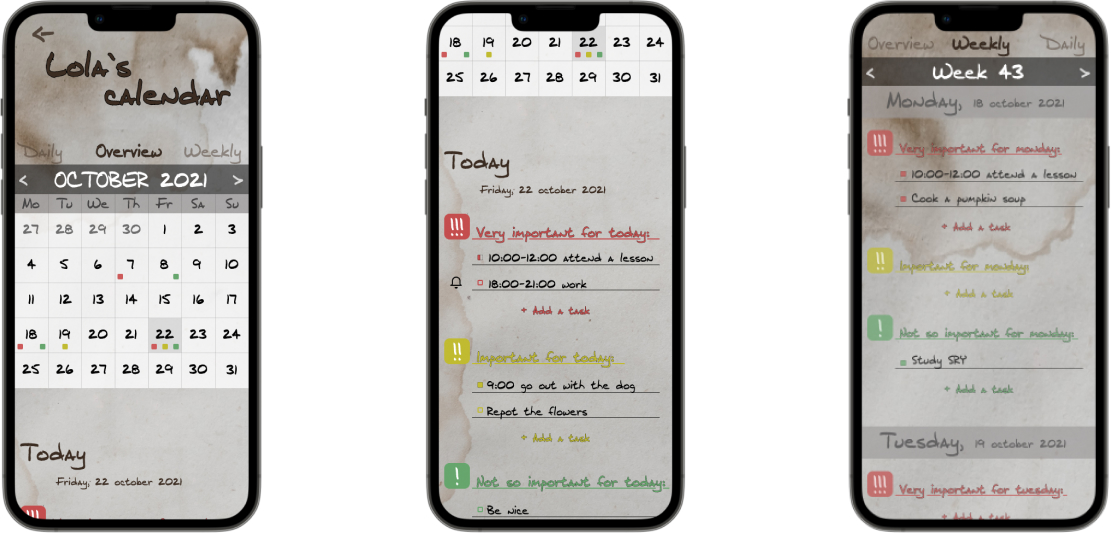 Lola's
calendar
Daily Overview Weekly
< OCTOBER 2021 >
Mo Tu We Th Fr Sa Su
27 28 29 30 1 2 3
4 5 6 7 8 9 10
11 12 13 14 15 16 17
18 19 20 21 22 23 24
25 26 27 28 29 30 31
Today
Friday, 22 october 2021
!!!
18 19 20 21 22 23 24
25 26 27 28 29 30 31
Today
Friday, 22 october 2021
!!! Very important for today:
10:00-12:00 attend a lesson
18:00-21:00 work
+ Add a task
!! Important for today:
9:00 go out with the dog
Repot the flowers
+ Add a task
! Not so important for today:
Be nice
Overview Weekly Daily
< Week 43 >
Monday, 18 october 2021
!!! Very important for monday:
10:00-12:00 attend a lesson
Cook a pumpkin soup
+ Add a task
!! Important for monday:
+ Add a task
! Not so important for monday:
Study SRY
+ Add a task
Tuesday, 19 october 2021
!!! Very important for tuesday:
+ Add a task